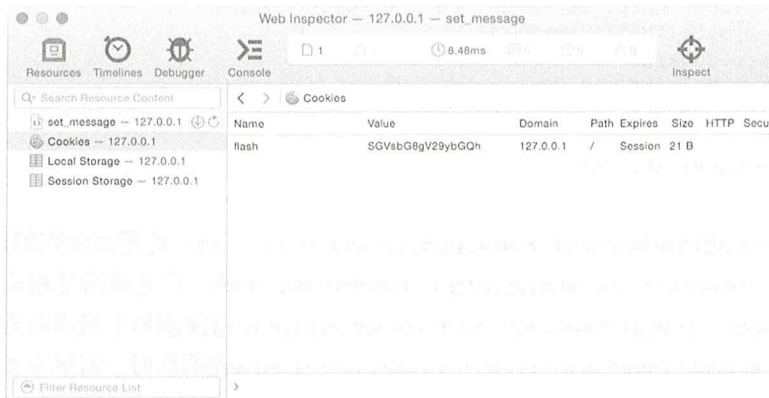 Web Inspector — 127.0.0.1 — set_message
Resources Timelines Debugger Console 1 8.48ms Inspect
Search Resource Content
Cookies
set_message — 127.0.0.1
Cookies — 127.0.0.1
Local Storage — 127.0.0.1
Session Storage — 127.0.0.1
Name Value Domain Path Expires Size HTTP Secu
flash SGVsbG8gV29ybGQh 127.0.0.1 / Session 21 B
Filter Resource List